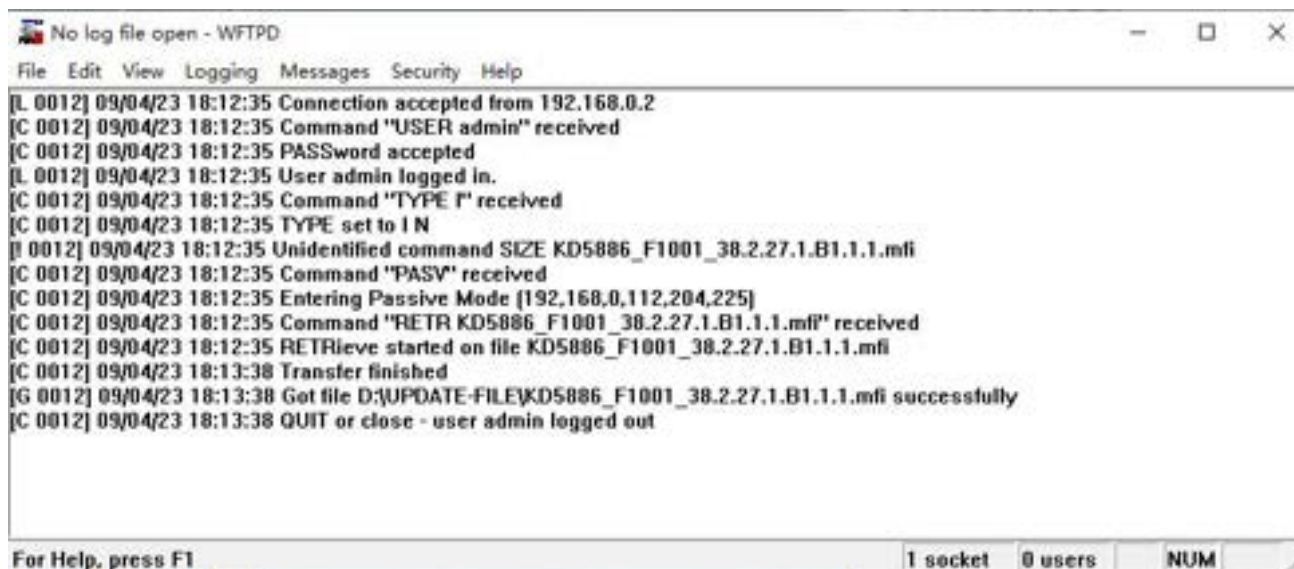 No log file open - WFTPD
File Edit View Logging Messages Security Help
[L 0012] 09/04/23 18:12:35 Connection accepted from 192.168.0.2
[C 0012] 09/04/23 18:12:35 Command "USER admin" received
[C 0012] 09/04/23 18:12:35 PASSword accepted
[L 0012] 09/04/23 18:12:35 User admin logged in.
[C 0012] 09/04/23 18:12:35 Command "TYPE I" received
[C 0012] 09/04/23 18:12:35 TYPE set to I N
[! 0012] 09/04/23 18:12:35 Unidentified command SIZE KD5886_F1001_38.2.27.1.B1.1.1.mfi
[C 0012] 09/04/23 18:12:35 Command "PASV" received
[C 0012] 09/04/23 18:12:35 Entering Passive Mode (192,168,0,112,204,225)
[C 0012] 09/04/23 18:12:35 Command "RETR KD5886_F1001_38.2.27.1.B1.1.1.mfi" received
[C 0012] 09/04/23 18:12:35 RETRieve started on file KD5886_F1001_38.2.27.1.B1.1.1.mfi
[C 0012] 09/04/23 18:13:38 Transfer finished
[G 0012] 09/04/23 18:13:38 Got file D:\UPDATE-FILE\KD5886_F1001_38.2.27.1.B1.1.1.mfi successfully
[C 0012] 09/04/23 18:13:38 QUIT or close - user admin logged out
For Help, press F1 1 socket 0 users NUM